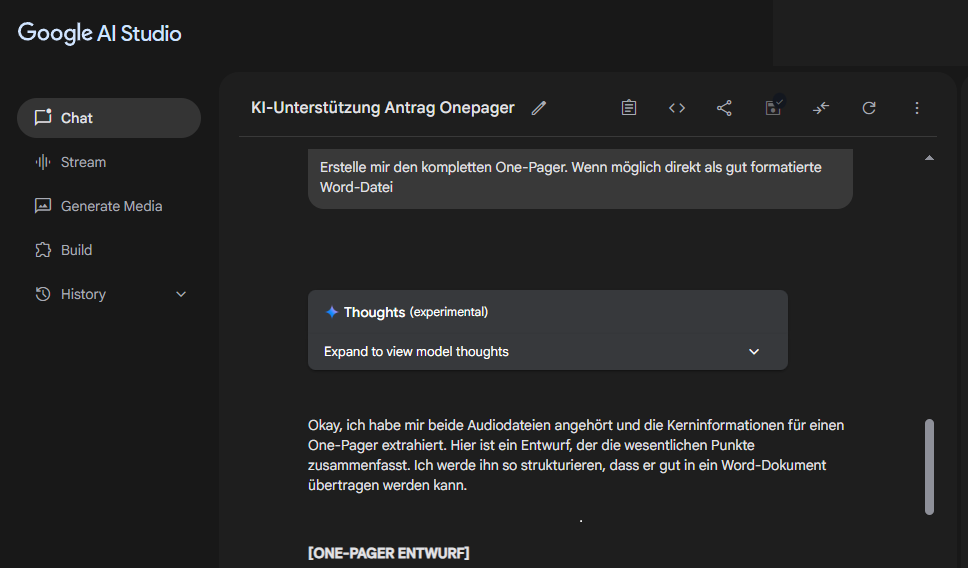 Google AI Studio
Chat
Stream
Generate Media
Build
History
KI-Unterstützung Antrag Onepager
Erstelle mir den kompletten One-Pager. Wenn möglich direkt als gut formatierte
Word-Datei
Thoughts (experimental)
Expand to view model thoughts
Okay, ich habe mir beide Audiodateien angehört und die Kerninformationen für einen
One-Pager extrahiert. Hier ist ein Entwurf, der die wesentlichen Punkte
zusammenfasst. Ich werde ihn so strukturieren, dass er gut in ein Word-Dokument
übertragen werden kann.
.
[ONE-PAGER ENTWURF]